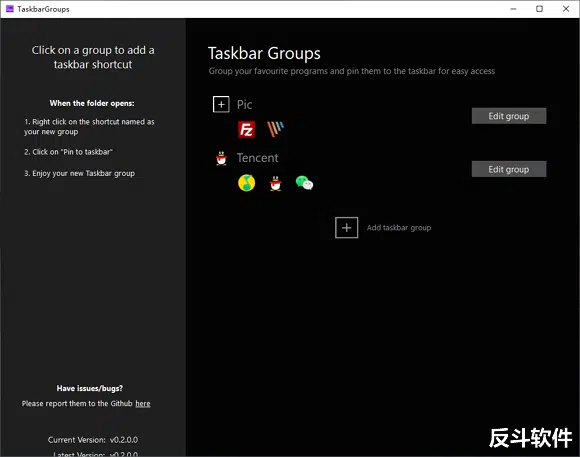 TaskbarGroups
Click on a group to add a
taskbar shortcut
When the folder opens:
1. Right click on the shortcut named as
your new group
2. Click on "Pin to taskbar"
3. Enjoy your new Taskbar group
Have issues/bugs?
Please report them to the Github here
Current Version: v0.2.0.0
Latest Version: v0.2.0.0
Taskbar Groups
Group your favourite programs and pin them to the taskbar for easy access
Pic
Edit group
Fz
Tencent
Edit group
Add taskbar group
反斗软件